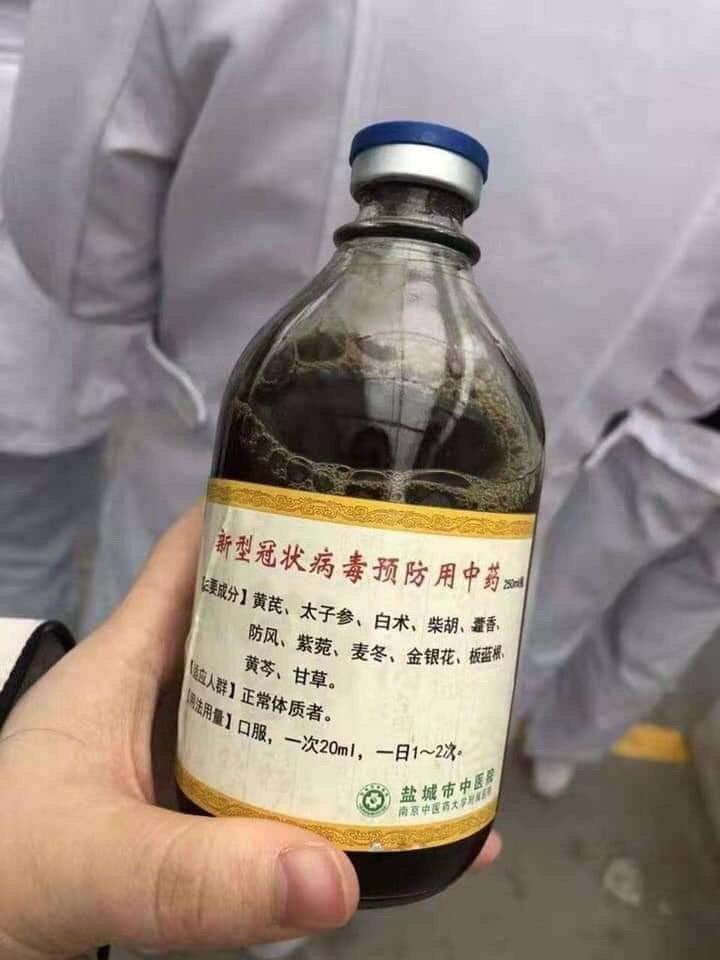 新型冠状病毒预防用中药 250ml/瓶
【主要成分】黄芪、太子参、白术、柴胡、藿香、
防风、紫菀、麦冬、金银花、板蓝根、
黄芩、甘草。
【适应人群】正常体质者。
【用法用量】口服，一次20ml，一日1～2次。
盐城市中医院
南京中医药大学附属医院